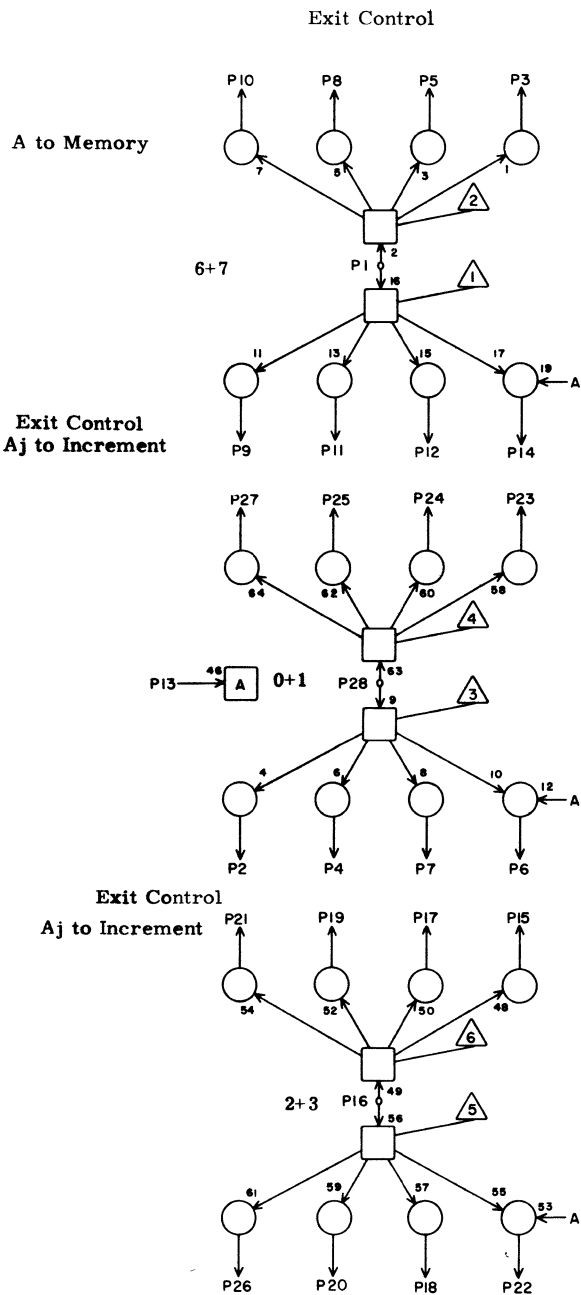 Exit Control
P10 P8 P5 P3
A to Memory
7 5 3 1
2
2
6+7 P1
16 1
11 13 15 17 19 A
Exit Control
Aj to Increment
P9 P11 P12 P14
P27 P25 P24 P23
64 62 60 58
4
63
P13 46 A 0+1 P28
9 3
4 6 8 10 12 A
P2 P4 P7 P6
Exit Control
Aj to Increment
P21 P19 P17 P15
54 52 50 48
6
49
2+3 P16
56 5
61 59 57 55 53 A
P26 P20 P18 P22